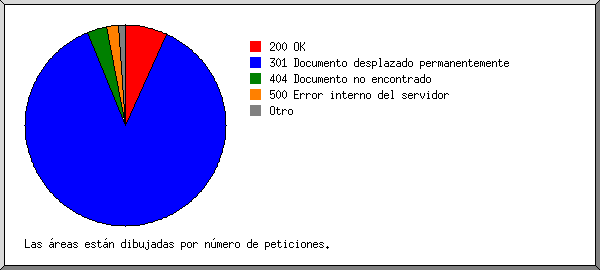 200 OK
301 Documento desplazado permanentemente
404 Documento no encontrado
500 Error interno del servidor
Otro
Las áreas están dibujadas por número de peticiones.